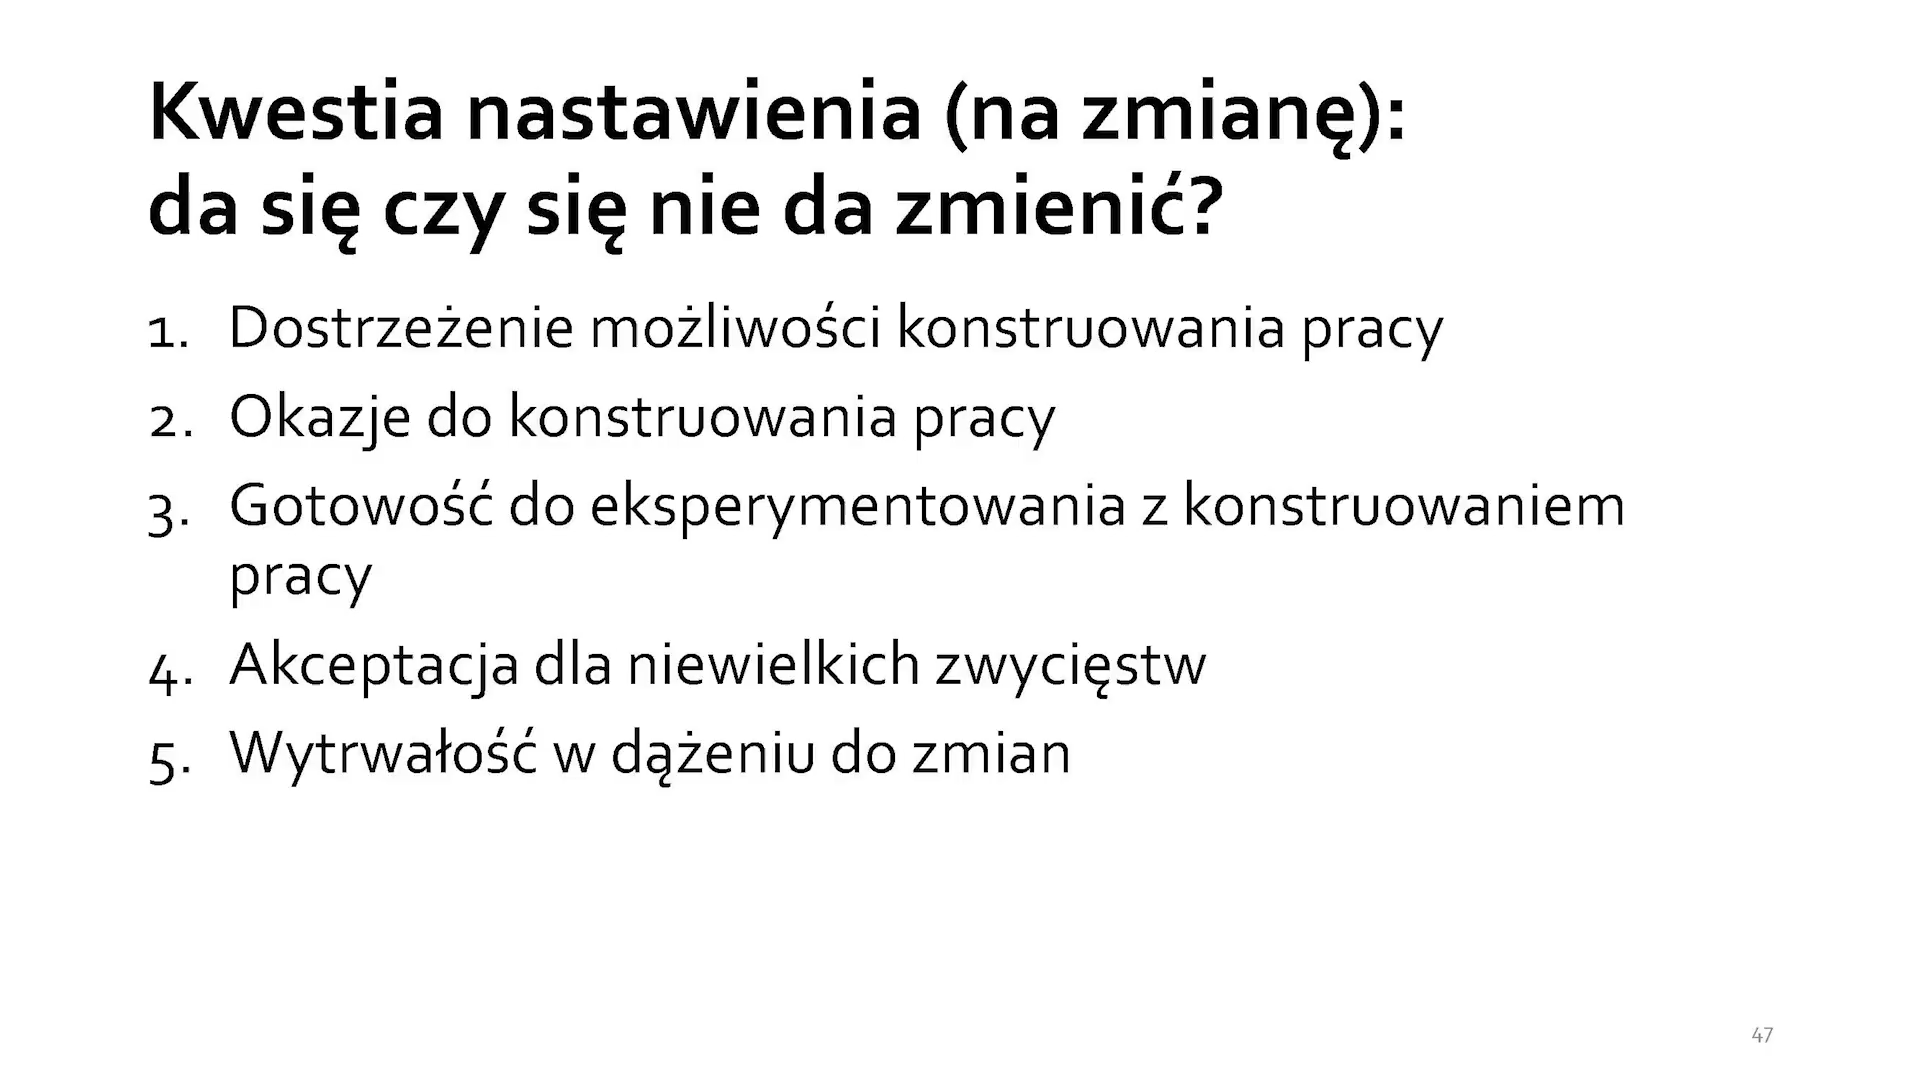 Kwestia nastawienia (na zmianę):
da się czy się nie da zmienić?
1. Dostrzeżenie możliwości konstruowania pracy
2. Okazje do konstruowania pracy
3. Gotowość do eksperymentowania z konstruowaniem
pracy
4. Akceptacja dla niewielkich zwycięstw
5. Wytrwałość w dążeniu do zmian
47